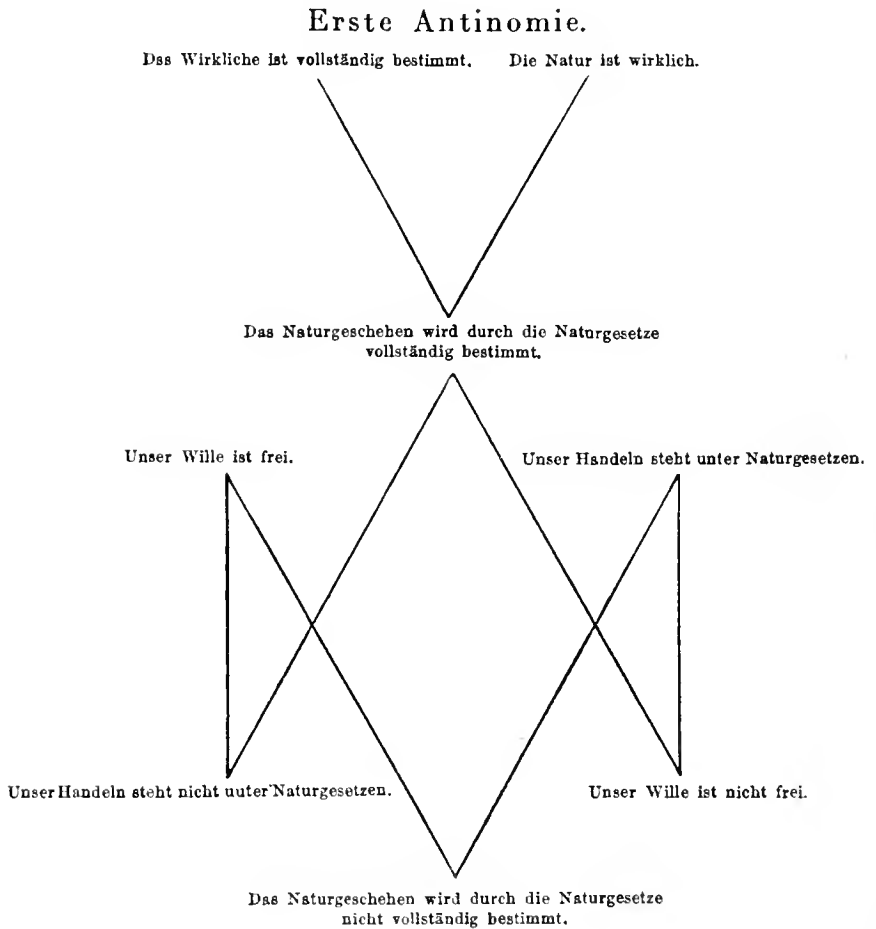 Erste Antinomie.
Das Wirkliche ist vollständig bestimmt. Die Natur ist wirklich.
Das Naturgeschehen wird durch die Naturgesetze
vollständig bestimmt.
Unser Wille ist frei. Unser Handeln steht unter Naturgesetzen.
Unser Handeln steht nicht uuter Naturgesetzen. Unser Wille ist nicht frei.
Das Naturgeschehen wird durch die Naturgesetze
nicht vollständig bestimmt.